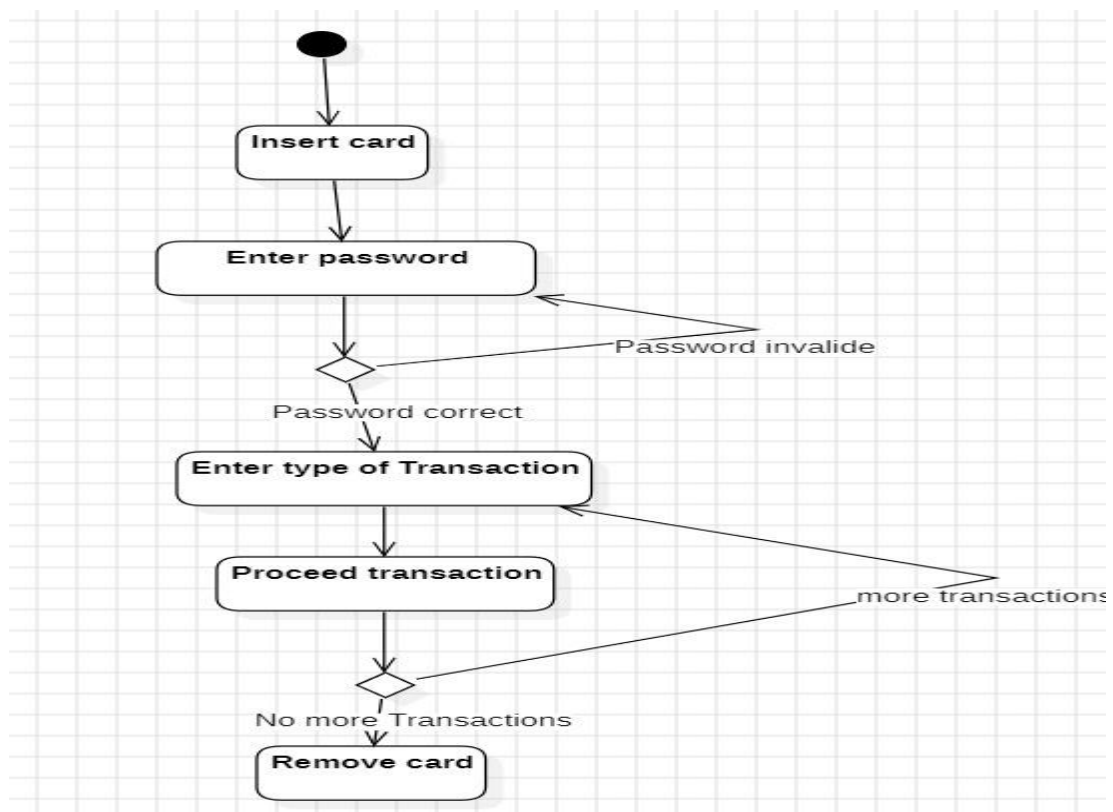 Insert card
Enter password
Password invalide
Password correct
Enter type of Transaction
Proceed transaction
more transactions
No more Transactions
Remove card